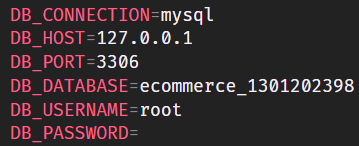 DB_CONNECTION=mysql
DB_HOST=127.0.0.1
DB_PORT=3306
DB_DATABASE=ecommerce_1301202398
DB_USERNAME=root
DB_PASSWORD=